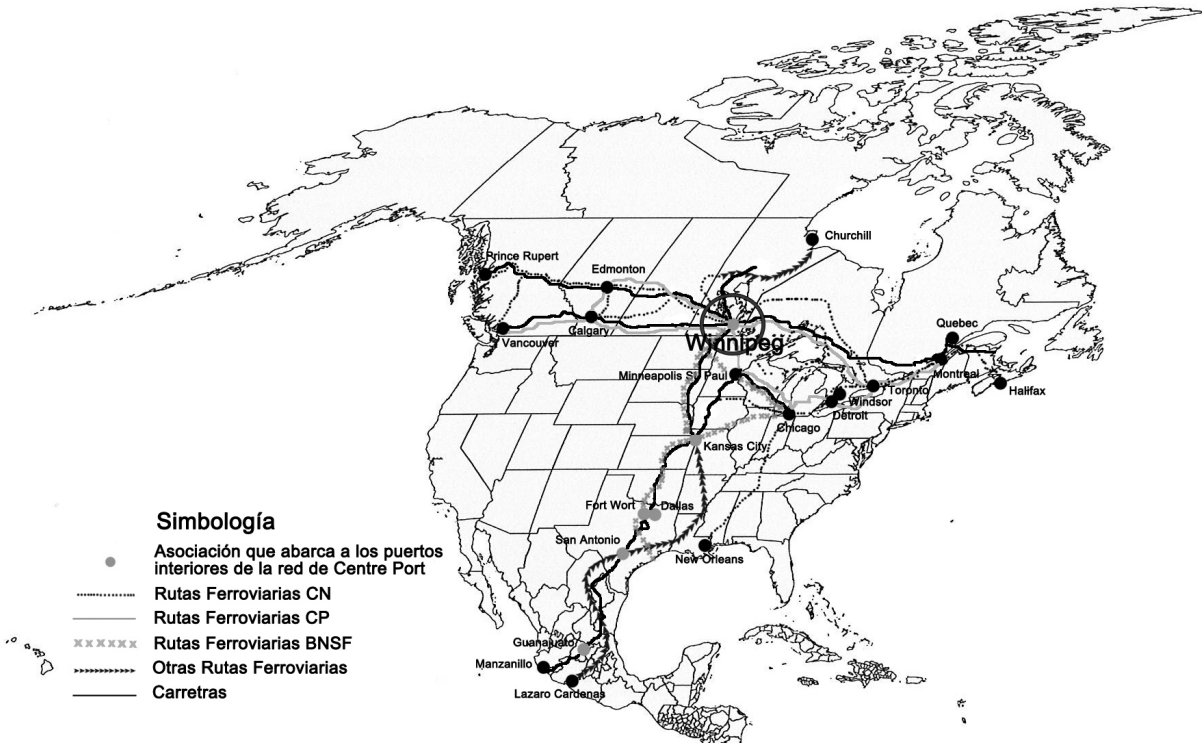 Churchill
Prince Rupert
Edmonton
Quebec
Vancouver
Calgary
Winnipeg
Minneapolis St. Paul
Montreal
Toronto
Halifax
Windsor
Detroit
Chicago
Kansas City
Fort Wort
Dallas
San Antonio
New Orleans
Guanajuato
Manzanillo
Lazaro Cardenas
Simbología
Asociación que abarca a los puertos
interiores de la red de Centre Port
Rutas Ferroviarias CN
Rutas Ferroviarias CP
Rutas Ferroviarias BNSF
Otras Rutas Ferroviarias
Carretras